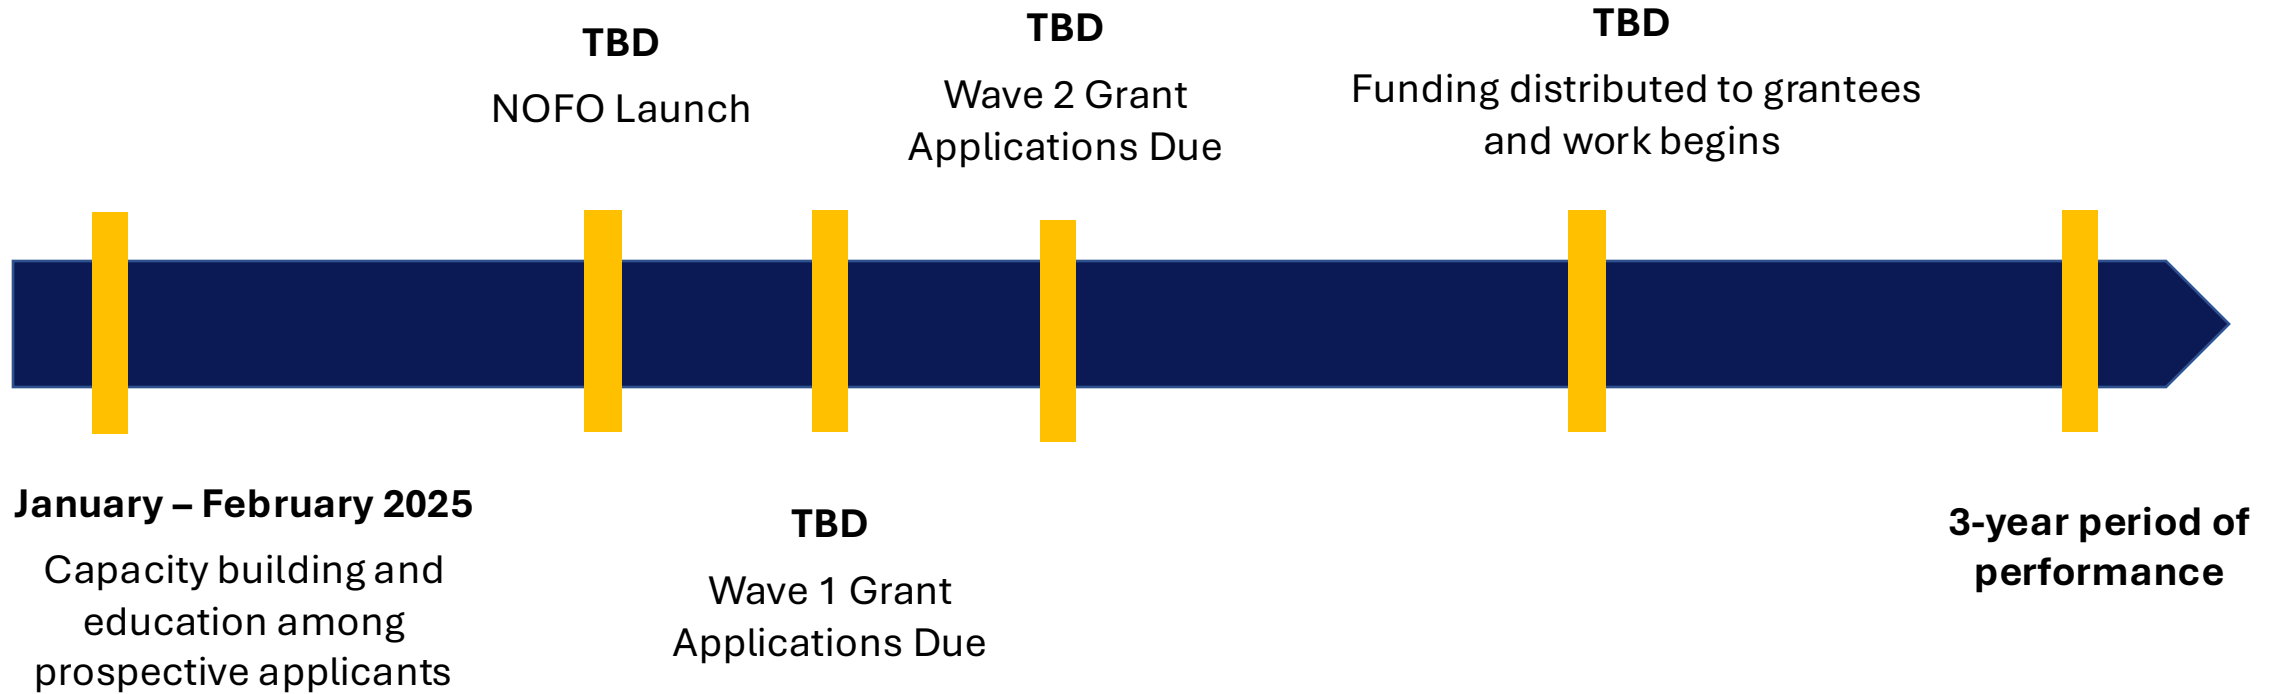 TBD
NOFO Launch
TBD
Wave 2 Grant
Applications Due
TBD
Funding distributed to grantees
and work begins
January – February 2025
Capacity building and
education among
prospective applicants
TBD
Wave 1 Grant
Applications Due
3-year period of
performance